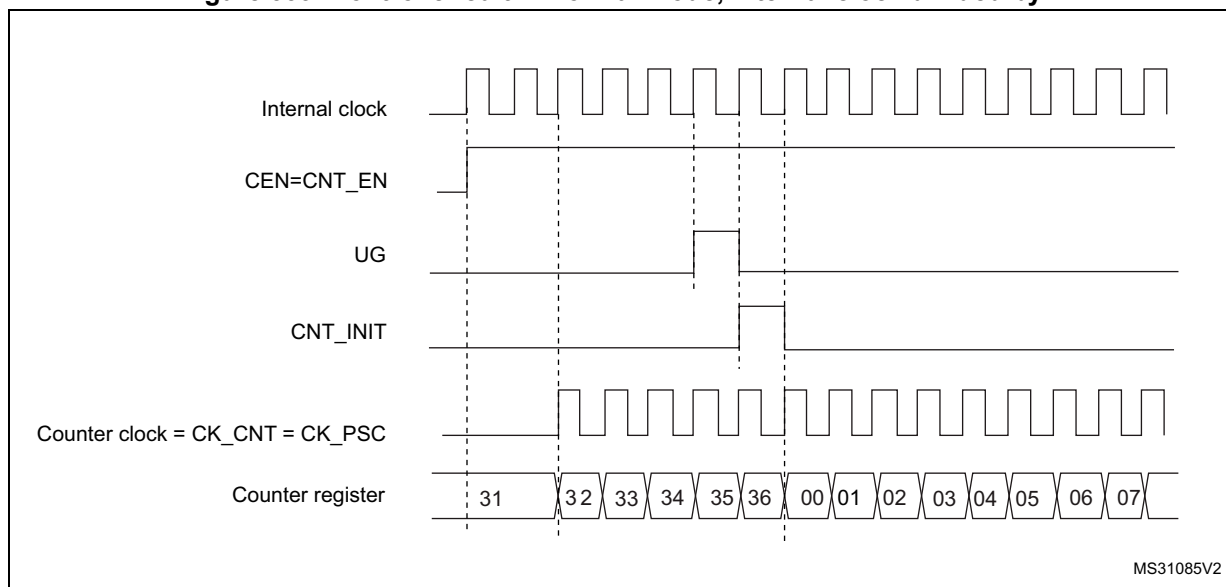 Internal clock
CEN=CNT_EN
UG
CNT_INIT
Counter clock = CK_CNT = CK_PSC
Counter register 31 32 33 34 35 36 00 01 02 03 04 05 06 07
MS31085V2